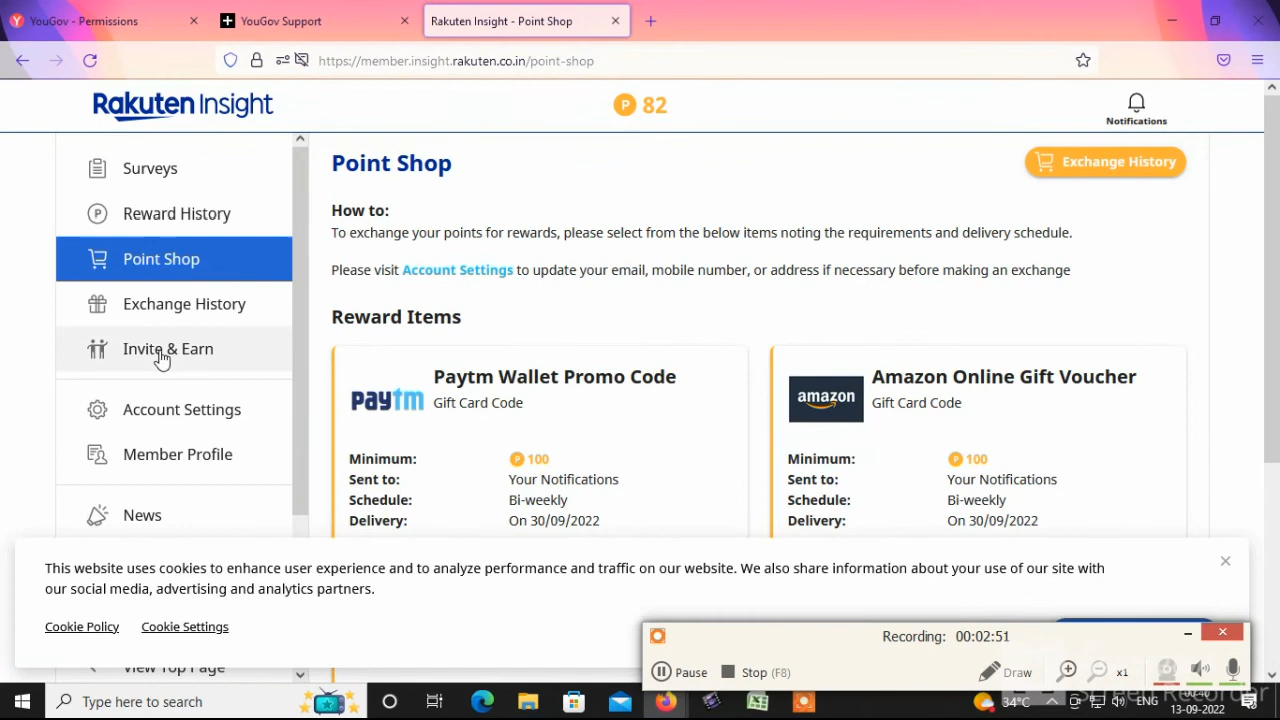 YouGov - Permissions
YouGov Support
Rakuten Insight - Point Shop
https://member.insight.rakuten.co.in/point-shop
Rakuten Insight
P 82
Notifications
Surveys
Reward History
Point Shop
Exchange History
Invite & Earn
Account Settings
Member Profile
News
View Top Page
Point Shop
Exchange History
How to:
To exchange your points for rewards, please select from the below items noting the requirements and delivery schedule.
Please visit Account Settings to update your email, mobile number, or address if necessary before making an exchange
Reward Items
paytm
Paytm Wallet Promo Code
Gift Card Code
Minimum: P 100
Sent to: Your Notifications
Schedule: Bi-weekly
Delivery: On 30/09/2022
amazon
Amazon Online Gift Voucher
Gift Card Code
Minimum: P 100
Sent to: Your Notifications
Schedule: Bi-weekly
Delivery: On 30/09/2022
This website uses cookies to enhance user experience and to analyze performance and traffic on our website. We also share information about your use of our site with
our social media, advertising and analytics partners.
Cookie Policy
Cookie Settings
Recording: 00:02:51
Pause
Stop (F8)
Draw
x1
Type here to search
34°C
ENG
00:40
13-09-2022
Screen Recorder